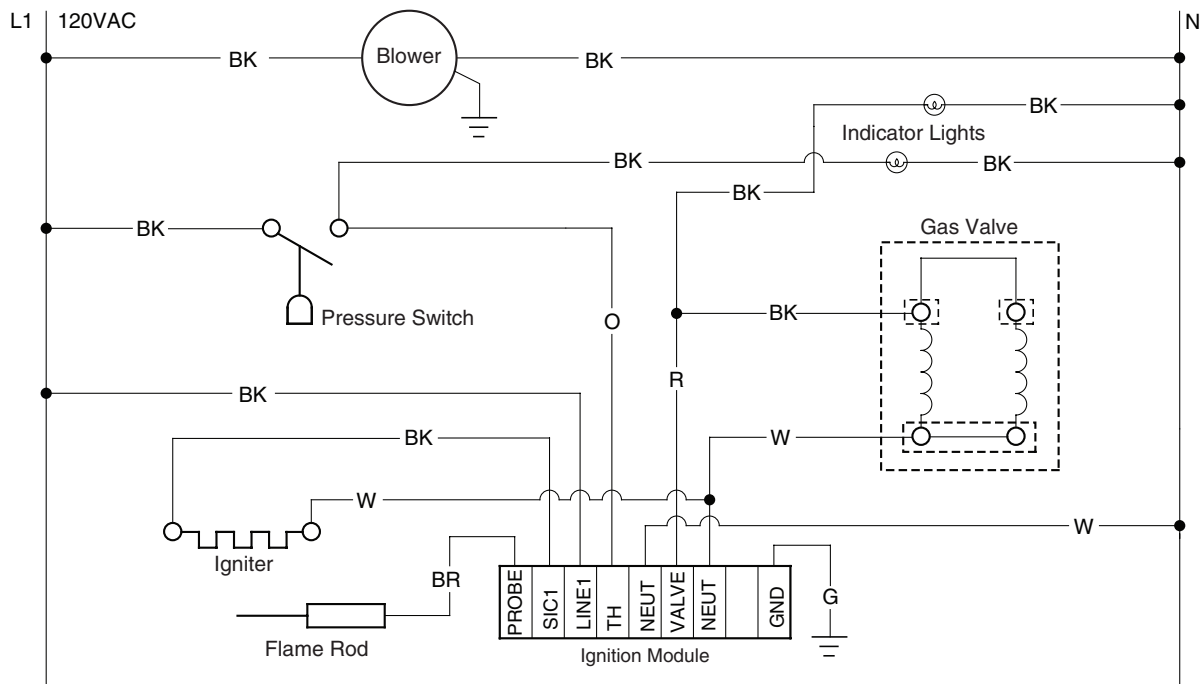 L1 120VAC N
BK Blower BK
BK
Indicator Lights
BK BK
BK
BK Gas Valve
Pressure Switch O BK
R
BK
BK W
W
W
Igniter
BR
PROBE SIC1 LINE1 TH NEUT VALVE NEUT GND
G
Flame Rod Ignition Module